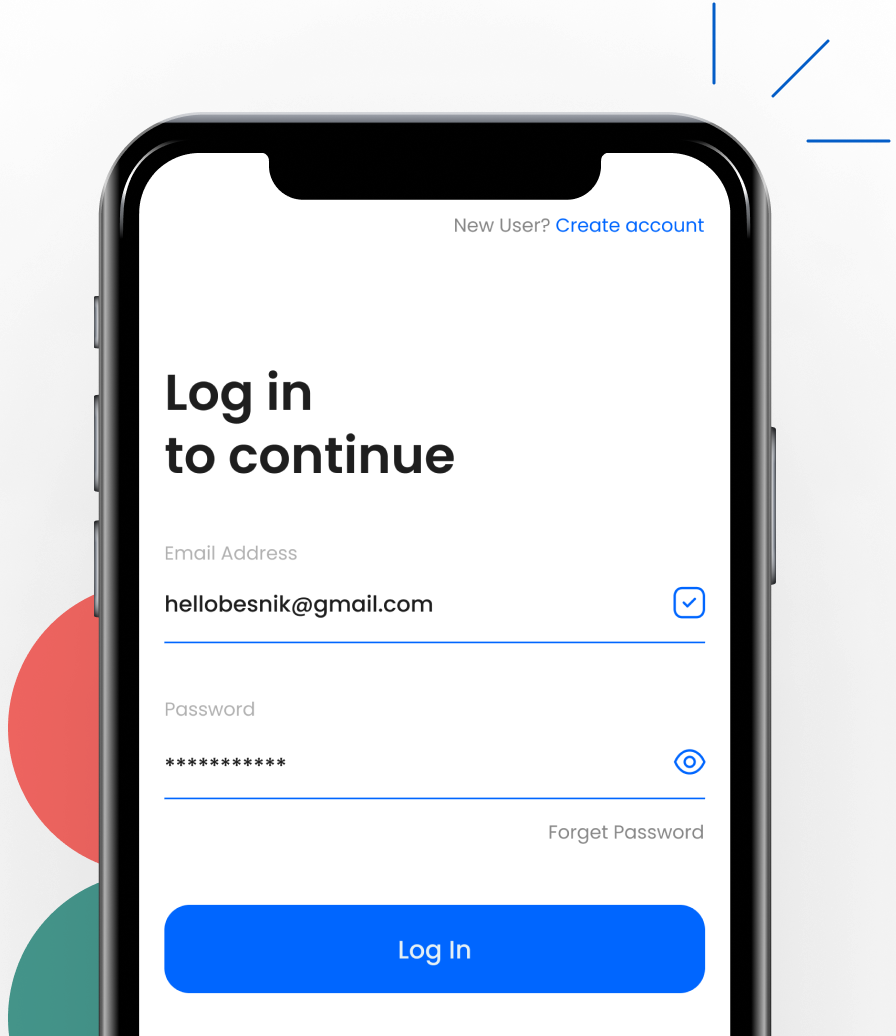 New User? Create account
Log in
to continue
Email Address
hellobesnik@gmail.com
Password
***********
Forget Password
Log In